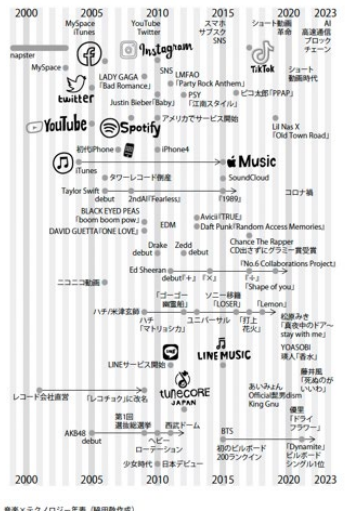 2000 2005 2010 2015 2020 2023
MySpace
iTunes
YouTube
Twitter
スマホ
サブスク
SNS
ショート動画
革命
AI
高速通信
ブロック
チェーン
napster
Instagram
TikTok
MySpace
SNS
ショート
動画時代
twitter
LADY GAGA
「Bad Romance」
LMFAO
「Party Rock Anthem」
Justin Bieber「Baby」
PSY
「江南スタイル」
ピコ太郎「PPAP」
YouTube
Spotify
アメリカでサービス開始
Lil Nas X
「Old Town Road」
初代iPhone
iPhone4
iTunes
Music
タワーレコード倒産
SoundCloud
Taylor Swift
debut
2ndAl「Fearless」
「1989」
コロナ禍
BLACK EYED PEAS
「boom boom pow」
DAVID GUETTA「ONE LOVE」
EDM
Avicii「TRUE」
Daft Punk「Random Access Memories」
Drake
debut
Zedd
debut
Chance The Rapper
CD出さずにグラミー賞受賞
Ed Sheeran
debut「+」
「×」
「÷」
「Shape of you」
「No.6 Collaborations Project」
ニコニコ動画
「ゴーゴー
幽霊船」
ソニー移籍
「LOSER」
「Lemon」
ハチ/米津玄師
ハチ
「マトリョシカ」
ユニバーサル
「打上
花火」
松原みき
「真夜中のドア〜
stay with me」
LINE
LINE MUSIC
LINEサービス開始
YOASOBI
瑛人「香水」
tunecore
JAPAN
藤井風
「死ぬのが
いいわ」
レコード会社直営
「レコチョク」に改名
あいみょん
Official髭男dism
King Gnu
優里
「ドライ
フラワー」
AKB48
debut
第1回
選抜総選挙
西武ドーム
ヘビー
ローテーション
BTS
初のビルボード
200ランクイン
「Dynamite」
ビルボード
シングル1位
少女時代
日本デビュー
2000 2005 2010 2015 2020 2023